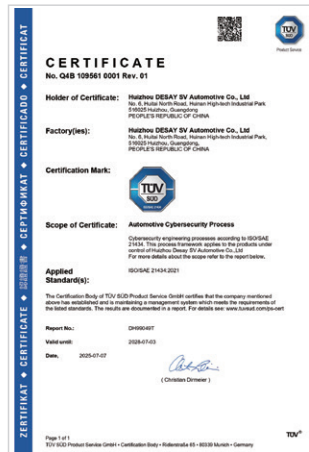 TÜV
SÜD
Product Service
CERTIFICATE
No. Q4B 109561 0001 Rev. 01
Holder of Certificate: Huizhou DESAY SV Automotive Co., Ltd
No. 6, Huitai North Road, Huinan High-tech Industrial Park
516025 Huizhou, Guangdong
PEOPLE'S REPUBLIC OF CHINA
Factory(ies): Huizhou DESAY SV Automotive Co., Ltd
No. 6, Huitai North Road, Huinan High-tech Industrial Park,
516025 Huizhou, Guangdong,
PEOPLE'S REPUBLIC OF CHINA
Certification Mark:
TÜV
SÜD
Scope of Certificate: Automotive Cybersecurity Process
Cybersecurity engineering processes according to ISO/SAE
21434. This process framework applies to the products under
control of Huizhou Desay SV Automotive Co., Ltd
For more details about the scope refer to the report below.
Applied ISO/SAE 21434:2021
Standard(s):
The Certification Body of TÜV SÜD Product Service GmbH certifies that the company mentioned
above has established and is maintaining a management system which meets the requirements of
the listed standards. The results are documented in a report. For details see: www.tuvsud.com/ps-cert
Report No.: DH99049T
Valid until: 2028-07-03
Date, 2025-07-07
( Christian Dirmeier )
Page 1 of 1
TÜV SÜD Product Service GmbH • Certification Body • Ridlerstraße 65 • 80339 Munich • Germany
TÜV®
ZERTIFIKAT ◆ CERTIFICATE ◆ 認證證書 ◆ СЕРТИФИКАТ ◆ CERTIFICADO ◆ CERTIFICAT